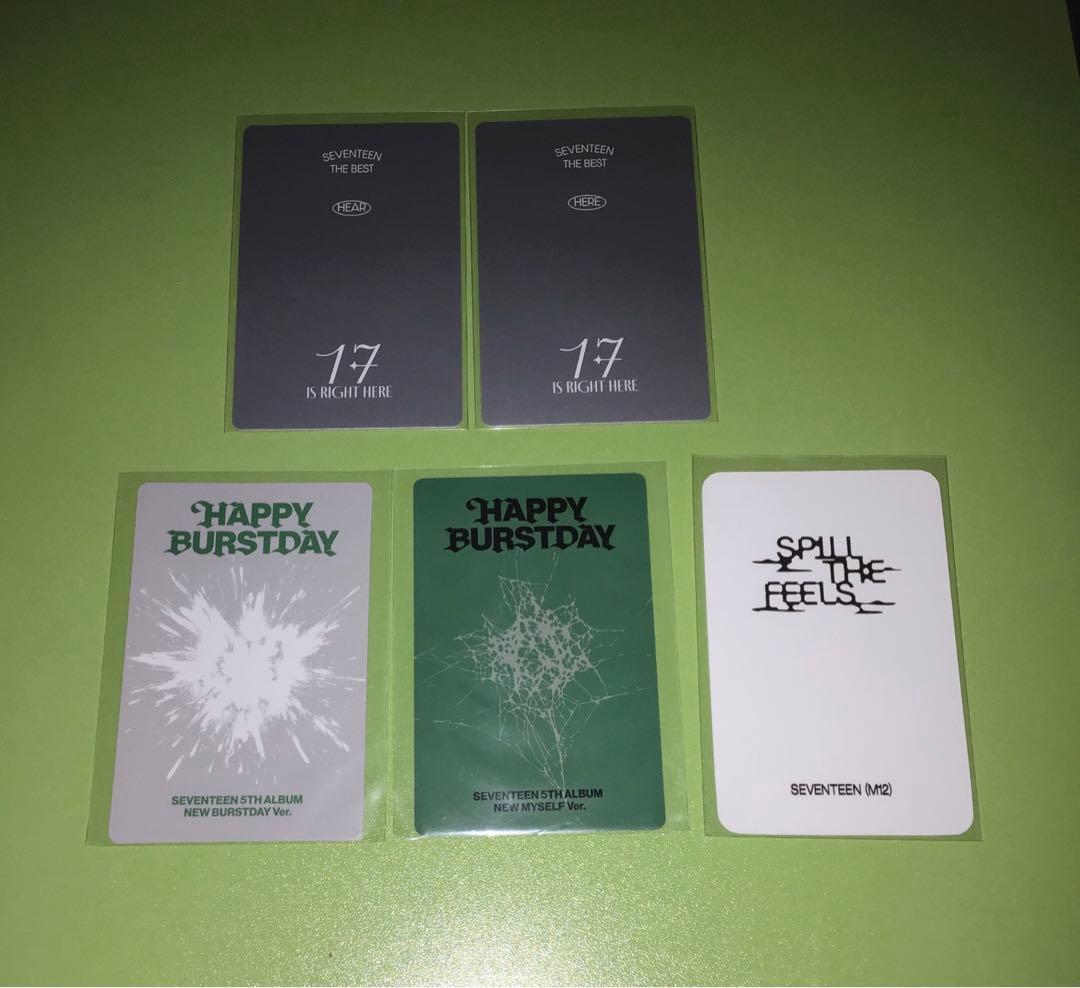 SEVENTEEN
THE BEST
HEAR
17
IS RIGHT HERE
SEVENTEEN
THE BEST
HERE
17
IS RIGHT HERE
HAPPY
BURSTDAY
SEVENTEEN 5TH ALBUM
NEW BURSTDAY Ver.
HAPPY
BURSTDAY
SEVENTEEN 5TH ALBUM
NEW MYSELF Ver.
SPILL
THE
FEELS
SEVENTEEN (M12)